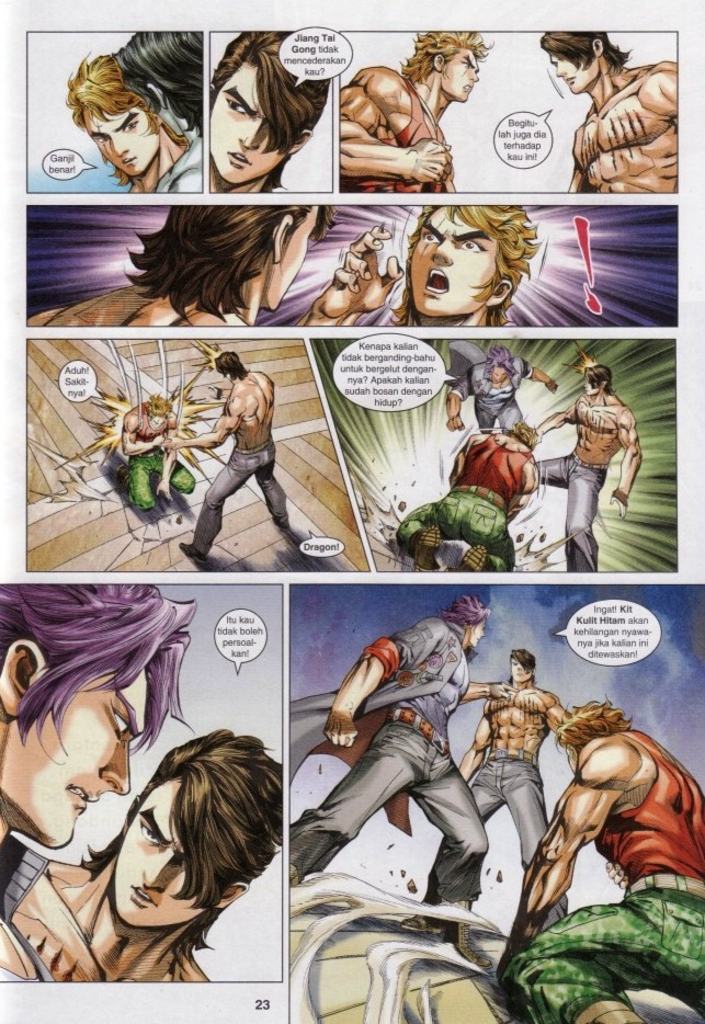 Ganjil
benar!
Jiang Tai
Gong tidak
mencederakan
kau?
Begitu-
lah juga dia
terhadap
kau ini!
Aduh!
Sakit-
nya!
Dragon!
Kenapa kalian
tidak berganding-bahu
untuk bergelut dengan-
nya? Apakah kalian
sudah bosan dengan
hidup?
Itu kau
tidak boleh
persoal-
kan!
Ingat! Kit
Kulit Hitam akan
kehilangan nyawa-
nya jika kalian ini
ditewaskan!
23